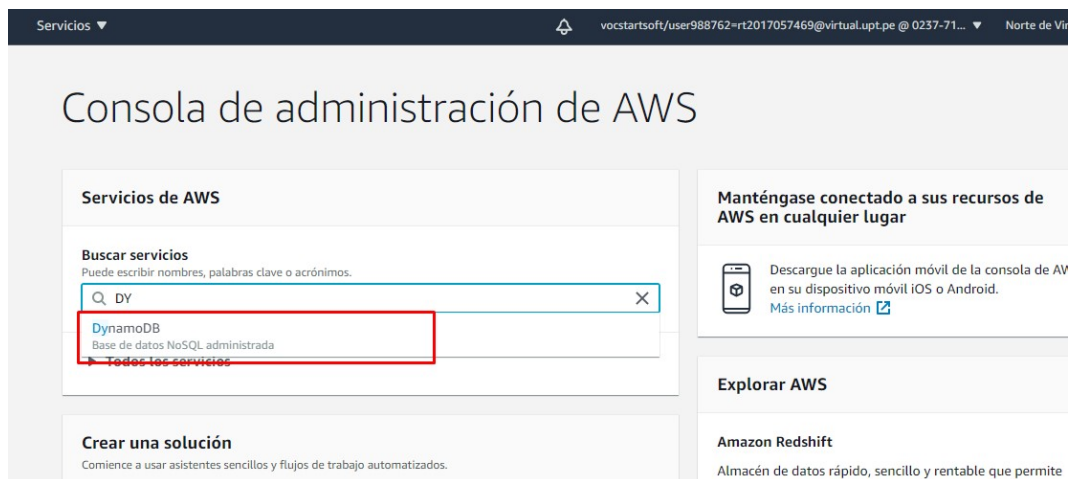 Servicios ▼
vocstartsoft/user988762=rt2017057469@virtual.upt.pe @ 0237-71... ▼
Norte de
Consola de administración de AWS
Servicios de AWS
Buscar servicios
Puede escribir nombres, palabras clave o acrónimos.
DY
DynamoDB
Base de datos NoSQL administrada
Todos los servicios
Crear una solución
Comience a usar asistentes sencillos y flujos de trabajo automatizados.
Manténgase conectado a sus recursos de
AWS en cualquier lugar
Descargue la aplicación móvil de la consola de
en su dispositivo móvil iOS o Android.
Más información
Explorar AWS
Amazon Redshift
Almacén de datos rápido, sencillo y rentable que permite